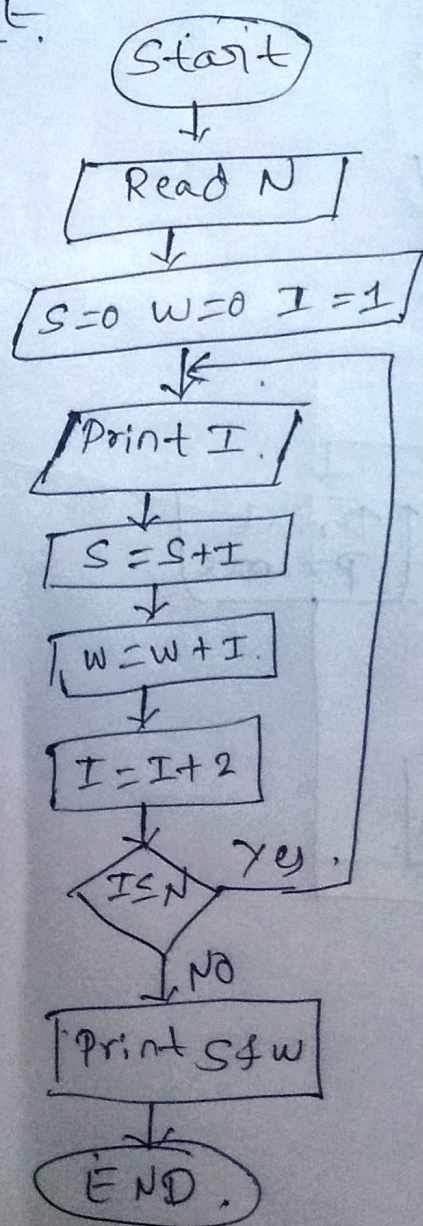 Start
Read N
S=0 W=0 I=1
Print I.
S=S+I
W=W+I.
I=I+2
I≤N
Yes.
NO
Print S & W
END.